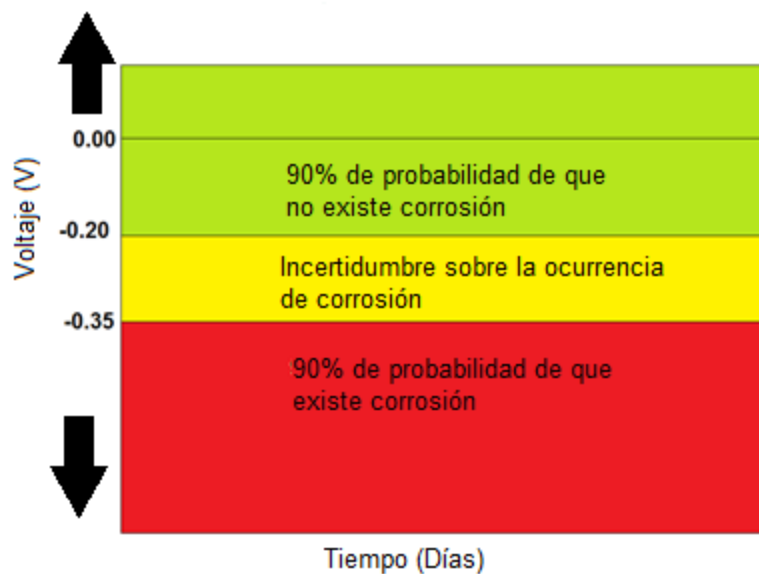 0.00
90% de probabilidad de que
no existe corrosión
Voltaje (V)
-0.20
Incertidumbre sobre la ocurrencia
de corrosión
-0.35
90% de probabilidad de que
existe corrosión
Tiempo (Días)